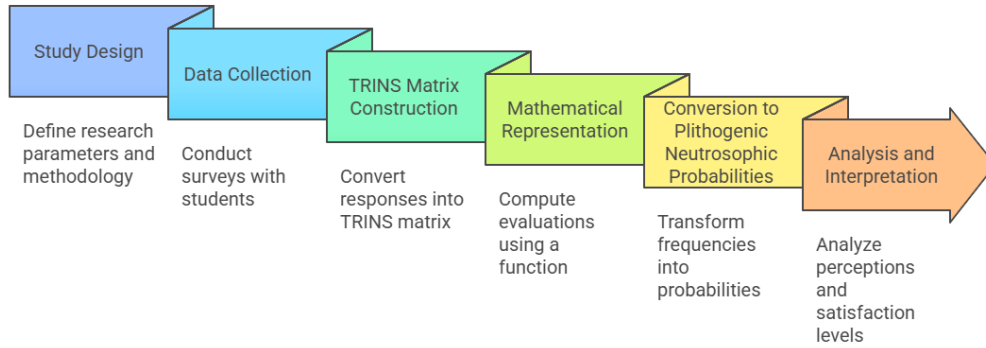 Study Design
Define research
parameters and
methodology
Data Collection
Conduct
surveys with
students
TRINS Matrix
Construction
Convert
responses into
TRINS matrix
Mathematical
Representation
Compute
evaluations
using a
function
Conversion to
Plithogenic
Neutrosophic
Probabilities
Transform
frequencies
into
probabilities
Analysis and
Interpretation
Analyze
perceptions
and
satisfaction
levels